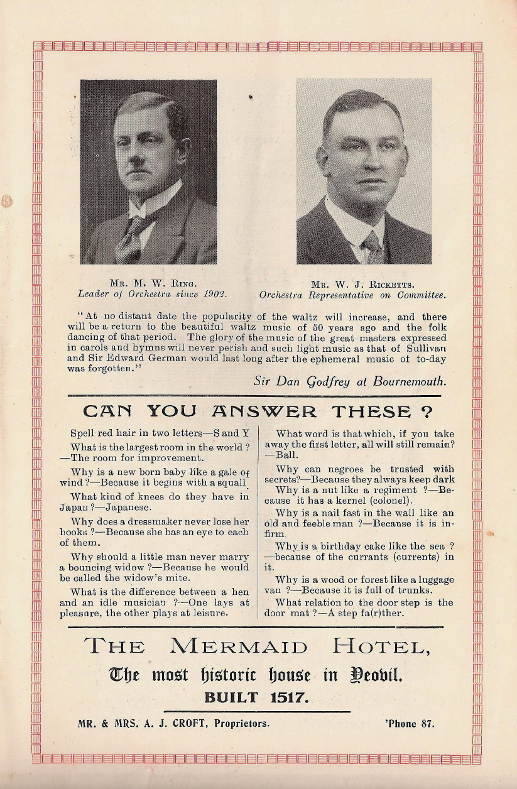 MR. M. W. RING.
Leader of Orchestra since 1902.
MR. W. J. RICKETTS.
Orchestra Representative on Committee.
"At no distant date the popularity of the waltz will increase, and there
will be a return to the beautiful waltz music of 50 years ago and the folk
dancing of that period. The glory of the music of the great masters expressed
in carols and hymns will never perish and such light music as that of Sullivan
and Sir Edward German would last long after the ephemeral music of to-day
was forgotten."
Sir Dan Godfrey at Bournemouth.
CAN YOU ANSWER THESE ?
Spell red hair in two letters—S and Y
What is the largest room in the world ?
—The room for improvement.
Why is a new born baby like a gale of
wind ?—Because it begins with a squall.
What kind of knees do they have in
Japan ?—Japanese.
Why does a dressmaker never lose her
hooks ?—Because she has an eye to each
of them.
Why should a little man never marry
a bouncing widow ?—Because he would
be called the widow's mite.
What is the difference between a hen
and an idle musician ?—One lays at
pleasure, the other plays at leisure.
What word is that which, if you take
away the first letter, all will still remain?
—Ball.
Why can negroes be trusted with
secrets?—Because they always keep dark
Why is a nut like a regiment ?—Be-
cause it has a kernel (colonel).
Why is a nail fast in the wall like an
old and feeble man ?—Because it is in-
firm.
Why is a birthday cake like the sea ?
—because of the currants (currents) in
it.
Why is a wood or forest like a luggage
van ?—Because it is full of trunks.
What relation to the door step is the
door mat ?—A step fa(r)ther.
THE MERMAID HOTEL,
The most historic house in Yeovil.
BUILT 1517.
MR. & MRS. A. J. CROFT, Proprietors.
'Phone 87.